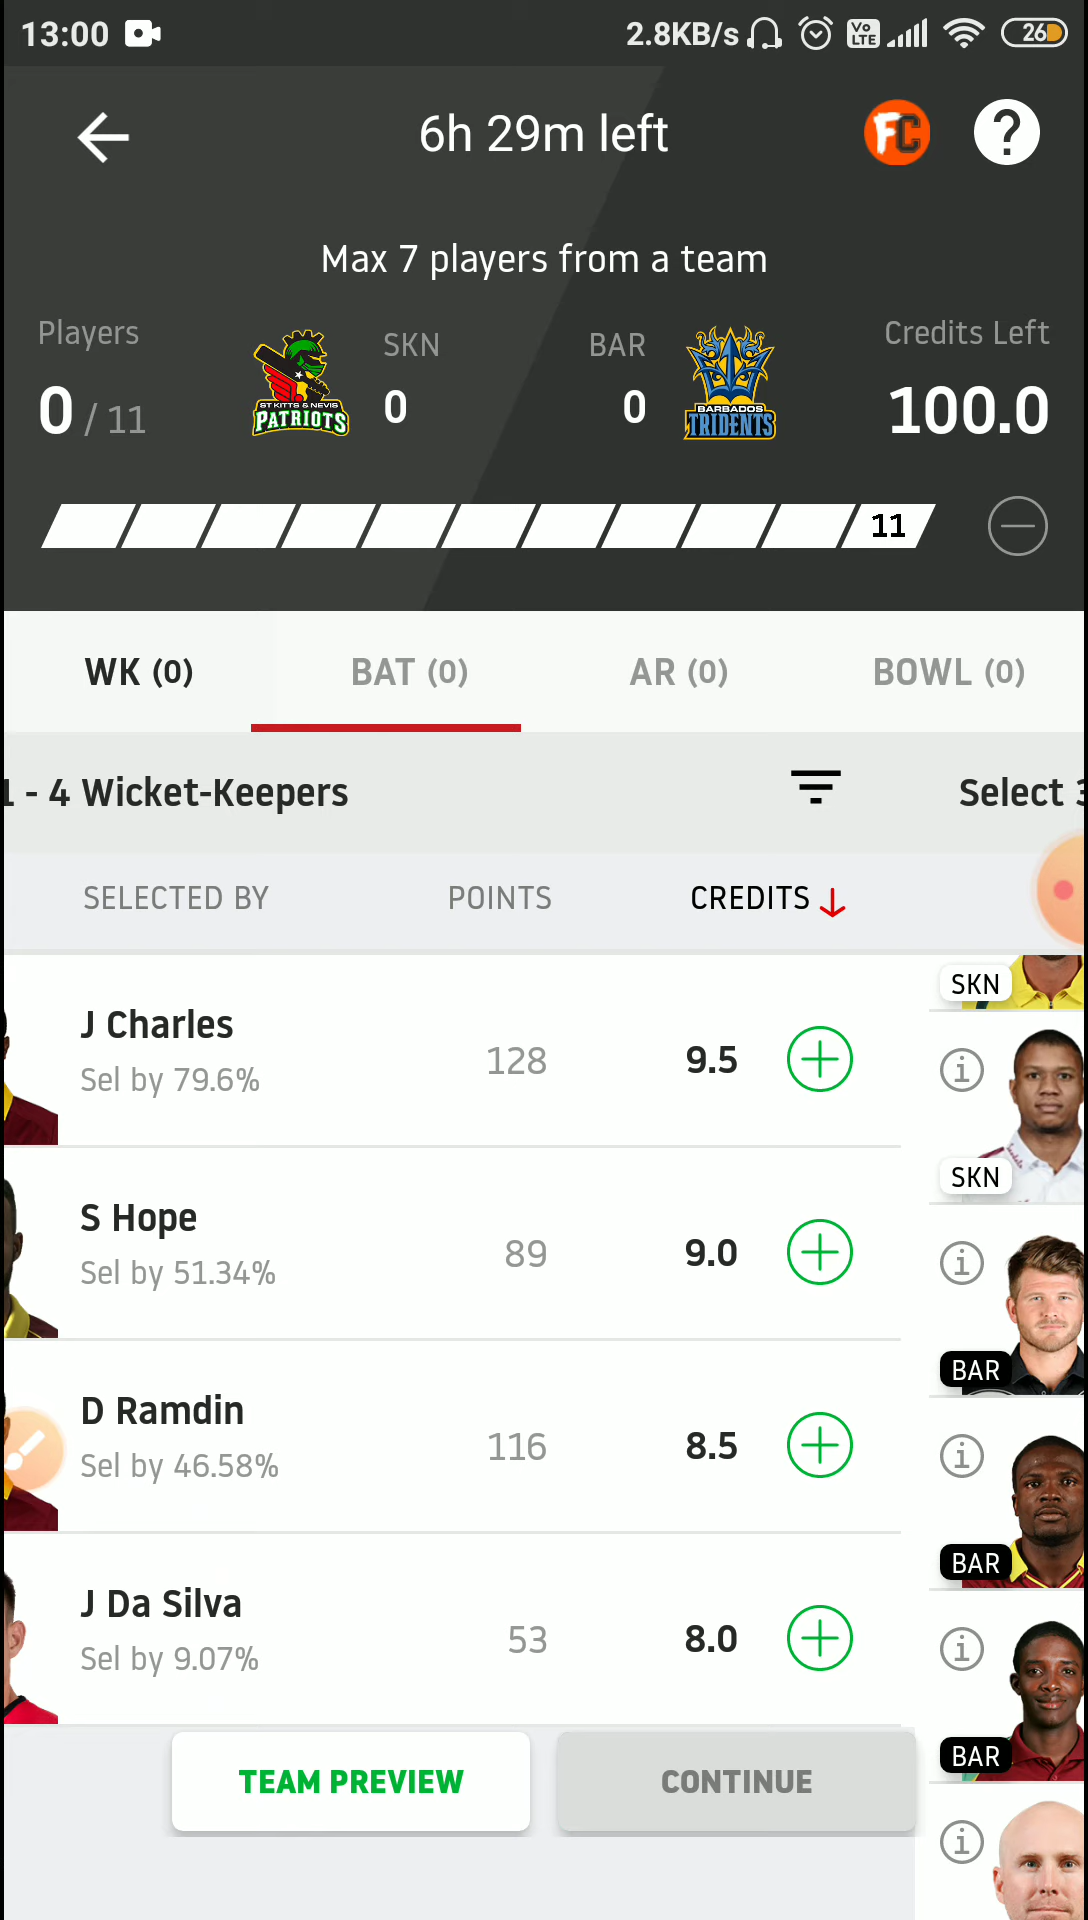 13:00 2.8KB/s Vo LTE 26
6h 29m left FC ?
Max 7 players from a team
Players SKN BAR Credits Left
0 / 11 0 0 100.0
ST KITTS & NEVIS
PATRIOTS
BARBADOS
TRIDENTS
11
WK (0) BAT (0) AR (0) BOWL (0)
1 - 4 Wicket-Keepers Select 3
SELECTED BY POINTS CREDITS
SKN
J Charles
Sel by 79.6% 128 9.5
SKN
S Hope
Sel by 51.34% 89 9.0
BAR
D Ramdin
Sel by 46.58% 116 8.5
BAR
J Da Silva
Sel by 9.07% 53 8.0
BAR
TEAM PREVIEW CONTINUE